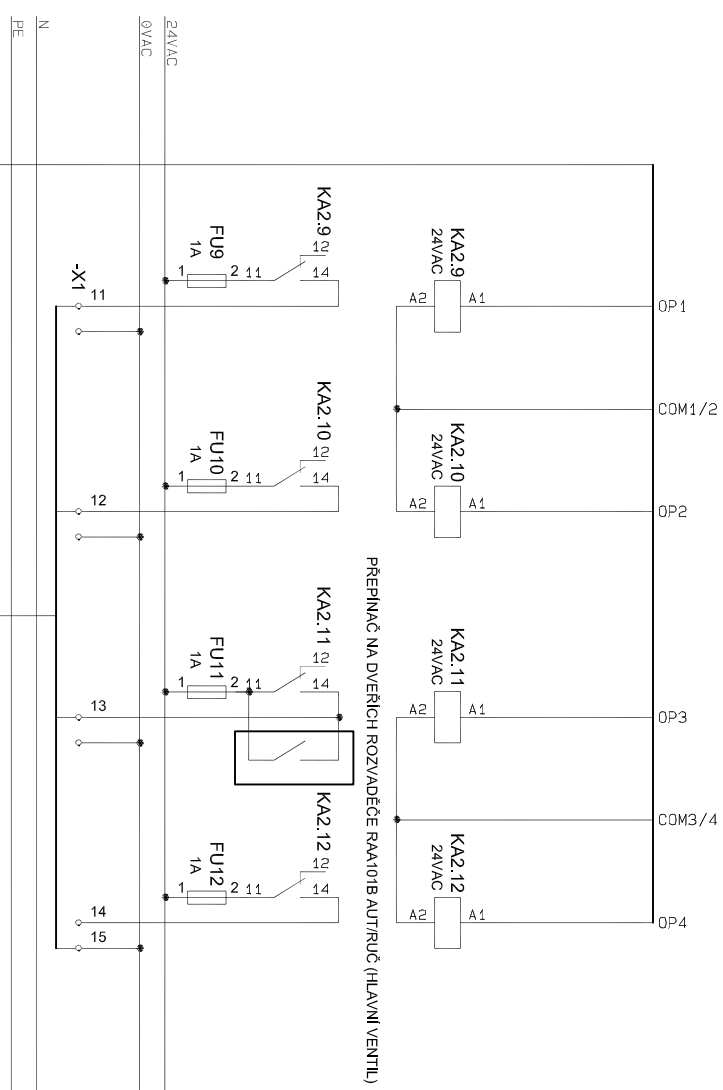 24VAC
0VAC
N
PE
OP1
COM1/2
OP2
OP3
COM3/4
OP4
KA2.9
24VAC
A2 A1
KA2.10
24VAC
A2 A1
KA2.11
24VAC
A2 A1
KA2.12
24VAC
A2 A1
PŘEPÍNAČ NA DVEŘÍCH ROZVADĚČE RAA101B AUT/RUČ (HLAVNÍ VENTIL)
KA2.9
12
14
11
FU9
1A
1 2
KA2.10
12
14
11
FU10
1A
1 2
KA2.11
12
14
11
FU11
1A
1 2
KA2.12
12
14
11
FU12
1A
1 2
-X1
11
12
13
14
15